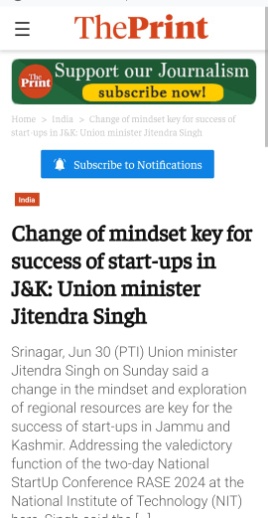 ThePrint
The Print
Support our Journalism
subscribe now!
Home > India > Change of mindset key for success of
start-ups in J&K: Union minister Jitendra Singh
Subscribe to Notifications
India
Change of mindset key for
success of start-ups in
J&K: Union minister
Jitendra Singh
Srinagar, Jun 30 (PTI) Union minister
Jitendra Singh on Sunday said a
change in the mindset and exploration
of regional resources are key for the
success of start-ups in Jammu and
Kashmir. Addressing the valedictory
function of the two-day National
StartUp Conference RASE 2024 at the
National Institute of Technology (NIT)
here, Singh said the [...]